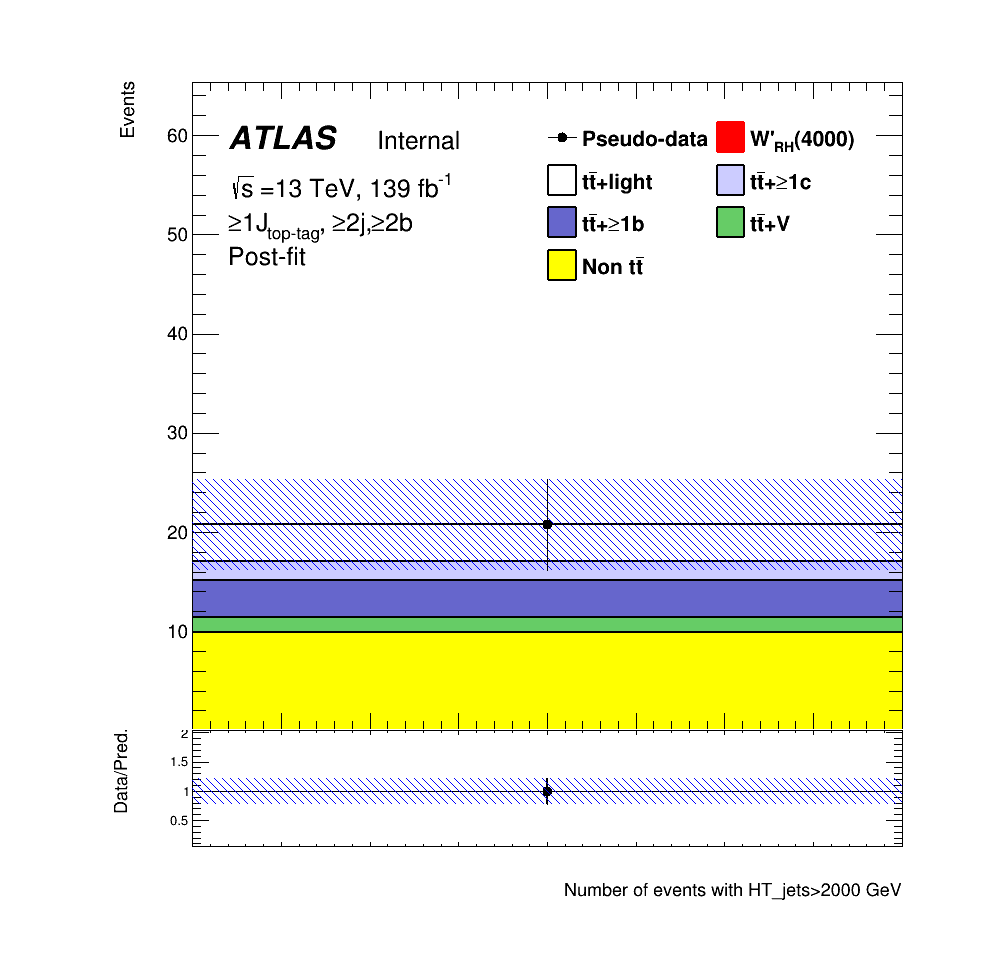 Events
60
50
40
30
20
10
ATLAS Internal
√s =13 TeV, 139 fb⁻¹
≥1J_top-tag, ≥2j,≥2b
Post-fit
Pseudo-data
W′_RH(4000)
tt̄+light
tt̄+≥1c
tt̄+≥1b
tt̄+V
Non tt̄
Data/Pred.
2
1.5
1
0.5
Number of events with HT_jets>2000 GeV